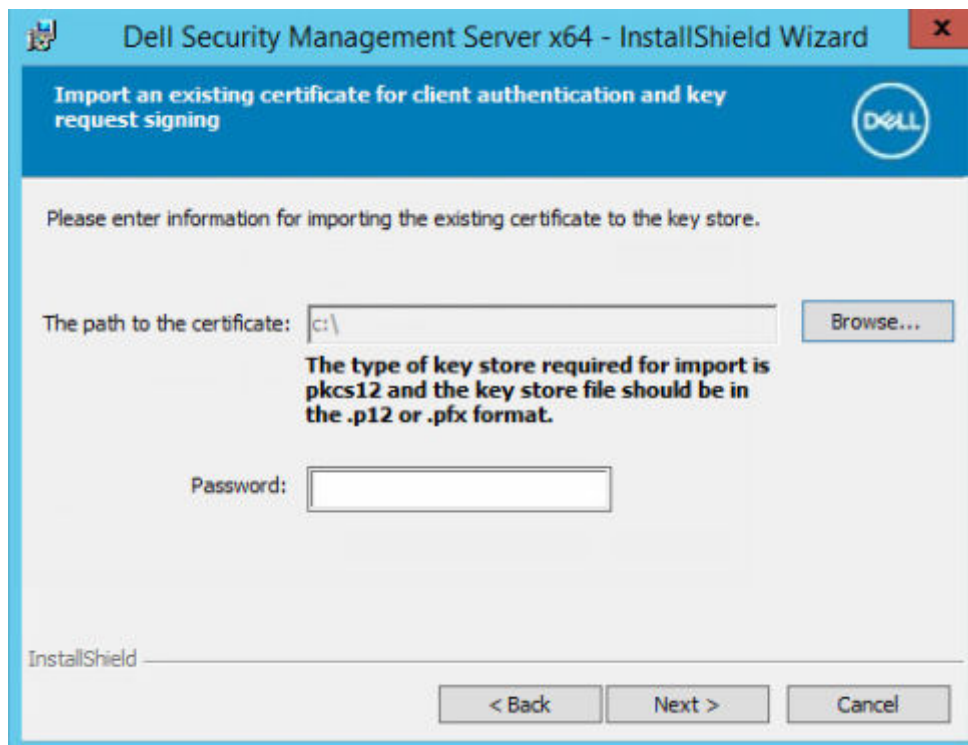 Dell Security Management Server x64 - InstallShield Wizard
x
Import an existing certificate for client authentication and key
request signing
DELL
Please enter information for importing the existing certificate to the key store.
The path to the certificate:
c:\
Browse...
The type of key store required for import is
pkcs12 and the key store file should be in
the .p12 or .pfx format.
Password:
InstallShield
< Back
Next >
Cancel